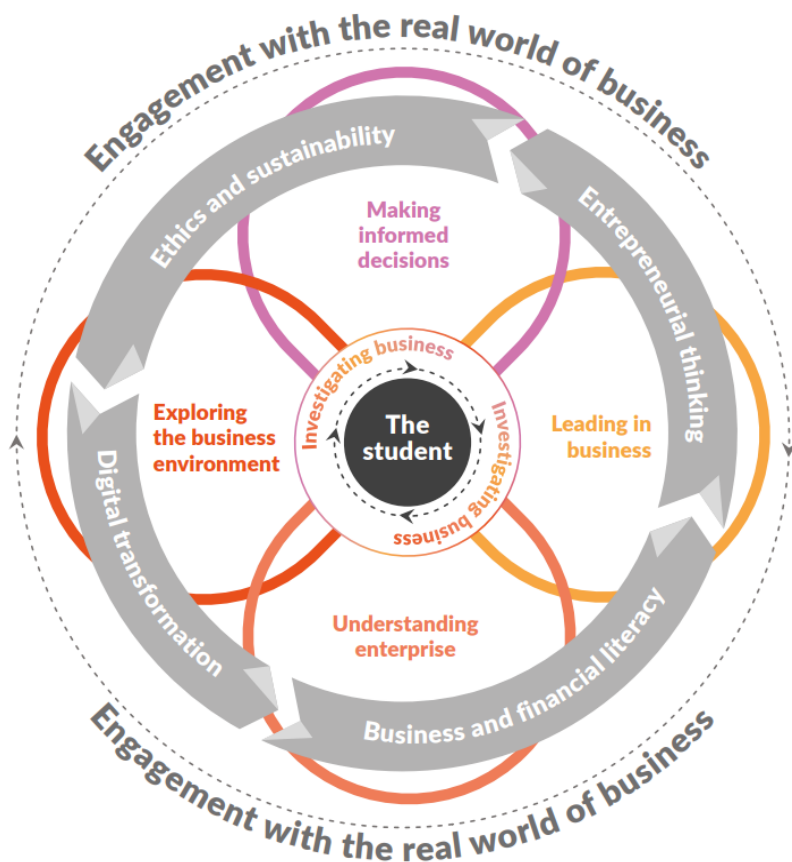 Engagement with the real world of business
Ethics and sustainability
Entrepreneurial thinking
Making
informed
decisions
Investigating business
Exploring
the business
environment
The
student
Investigating business
Leading in
business
Digital transformation
Understanding
enterprise
Business and financial literacy
Engagement with the real world of business